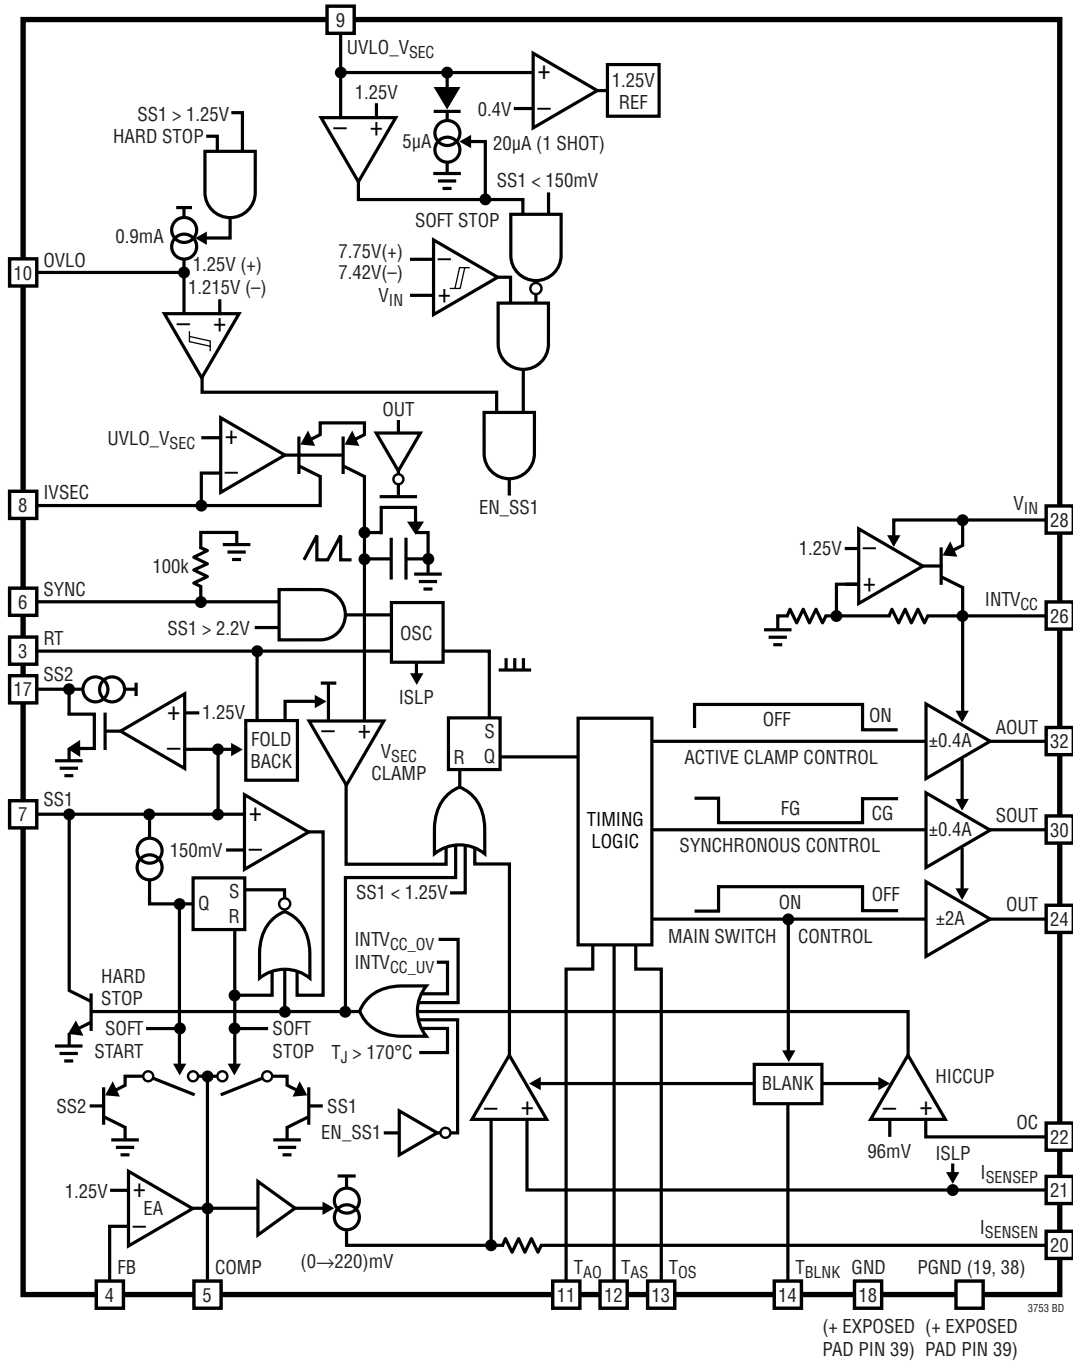 9
UVLO_VSEC
1.25V
0.4V
+
−
1.25V
REF
−
+
SS1 > 1.25V
HARD STOP
5µA
20µA (1 SHOT)
SS1 < 150mV
SOFT STOP
0.9mA
10
OVLO
1.25V (+)
1.215V (–)
−
+
7.75V(+)
7.42V(–)
VIN
−
+
OUT
UVLO_VSEC
+
−
8
IVSEC
EN_SS1
100k
6
SYNC
SS1 > 2.2V
OSC
ISLP
3
RT
17
SS2
+
−
1.25V
FOLD
BACK
−
+
VSEC
CLAMP
S
R
Q
VIN
28
1.25V
−
+
INTVCC
26
TIMING
LOGIC
OFF
ON
ACTIVE CLAMP CONTROL
±0.4A
AOUT
32
FG
CG
SYNCHRONOUS CONTROL
±0.4A
SOUT
30
ON
OFF
MAIN SWITCH
CONTROL
±2A
OUT
24
7
SS1
150mV
+
−
Q
S
R
SS1 < 1.25V
INTVCC_OV
INTVCC_UV
TJ > 170°C
HARD
STOP
SOFT
START
SOFT
STOP
SS2
SS1
EN_SS1
−
+
BLANK
HICCUP
−
+
96mV
OC
22
ISLP
ISENSEP
21
ISENSEN
20
1.25V
+
EA
−
(0→220)mV
FB
4
COMP
5
TAO
11
TAS
12
TOS
13
TBLNK
14
GND
18
PGND (19, 38)
3753 BD
(+ EXPOSED
PAD PIN 39)
(+ EXPOSED
PAD PIN 39)